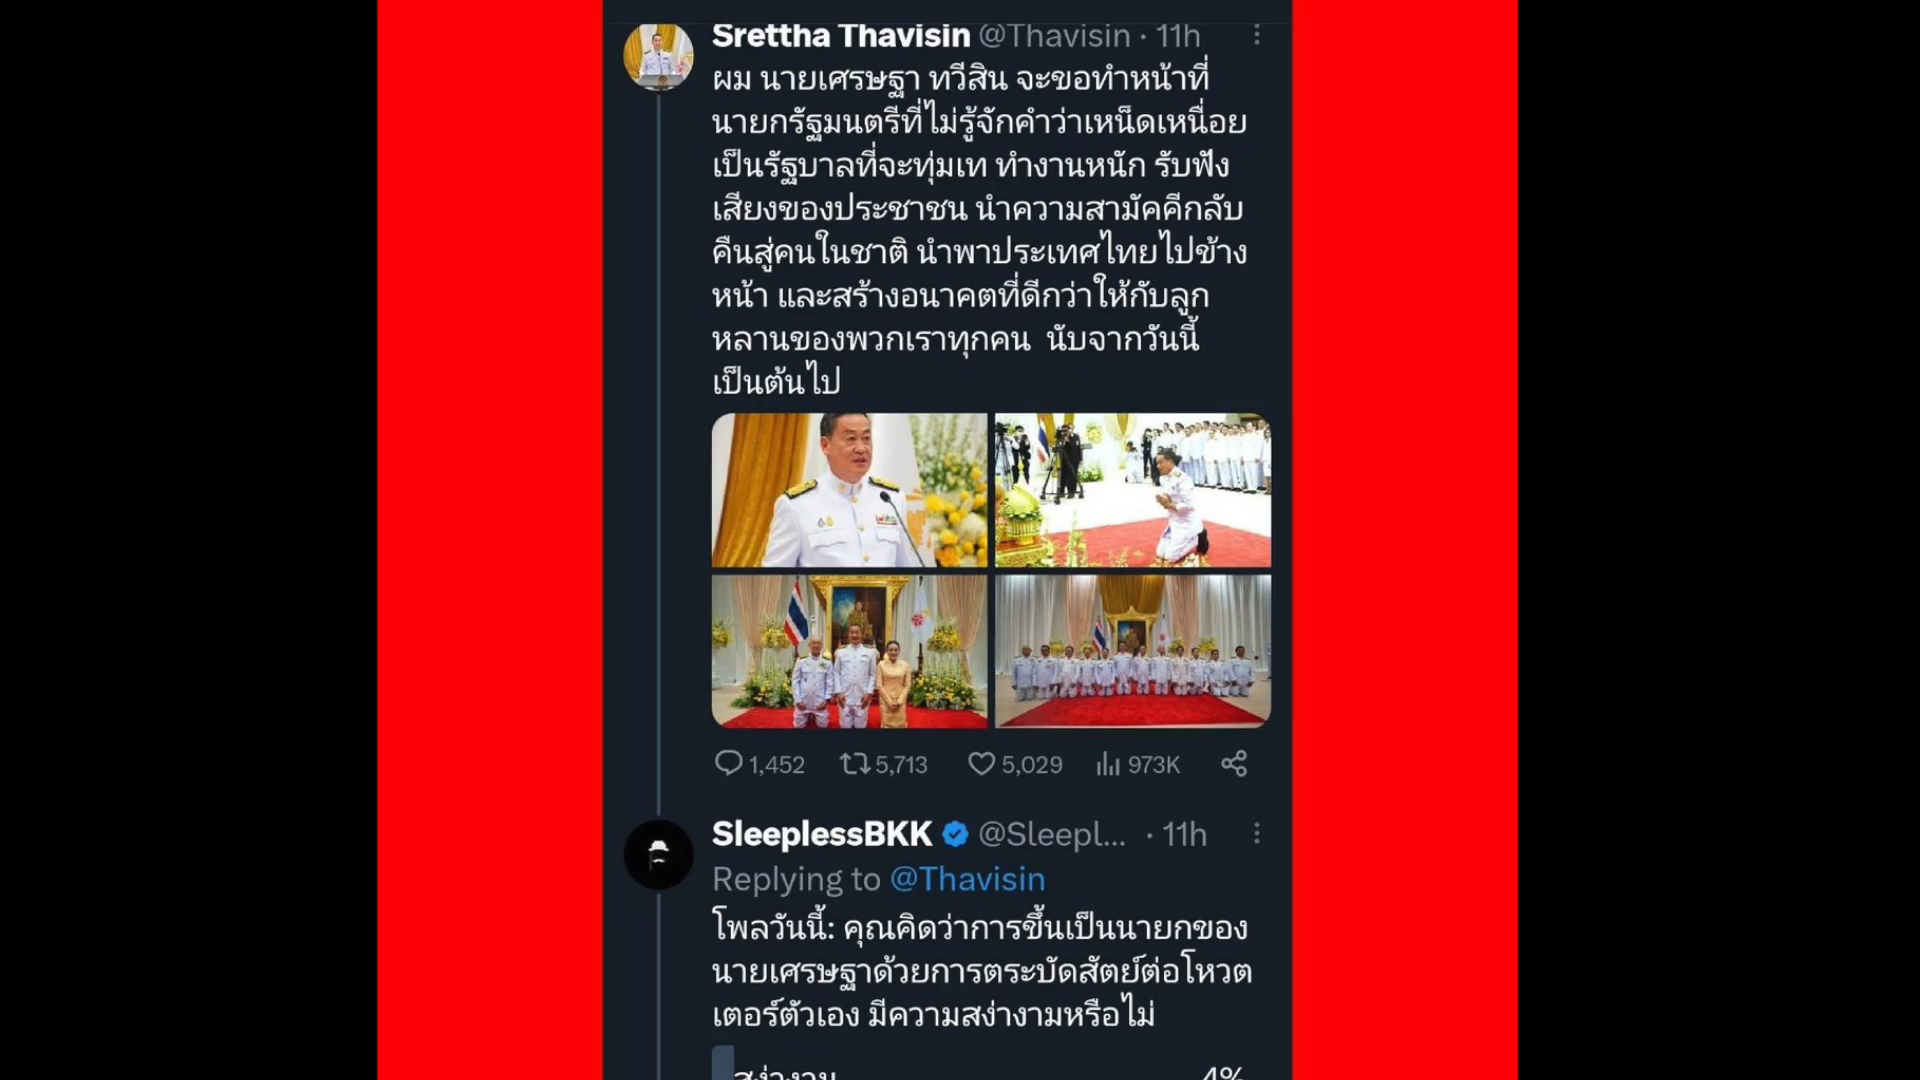 Srettha Thavisin @Thavisin · 11h
ผม นายเศรษฐา ทวีสิน จะขอทำหน้าที่
นายกรัฐมนตรีที่ไม่รู้จักคำว่าเหน็ดเหนื่อย
เป็นรัฐบาลที่จะทุ่มเท ทำงานหนัก รับฟัง
เสียงของประชาชน นำความสามัคคีกลับ
คืนสู่คนในชาติ นำพาประเทศไทยไปข้าง
หน้า และสร้างอนาคตที่ดีกว่าให้กับลูก
หลานของพวกเราทุกคน นับจากวันนี้
เป็นต้นไป
1,452 5,713 5,029 973K
SleeplessBKK @Sleepl... · 11h
Replying to @Thavisin
โพลวันนี้: คุณคิดว่าการขึ้นเป็นนายกของ
นายเศรษฐาด้วยการตระบัดสัตย์ต่อโหวต
เตอร์ตัวเอง มีความสง่างามหรือไม่
สง่างาม 4%